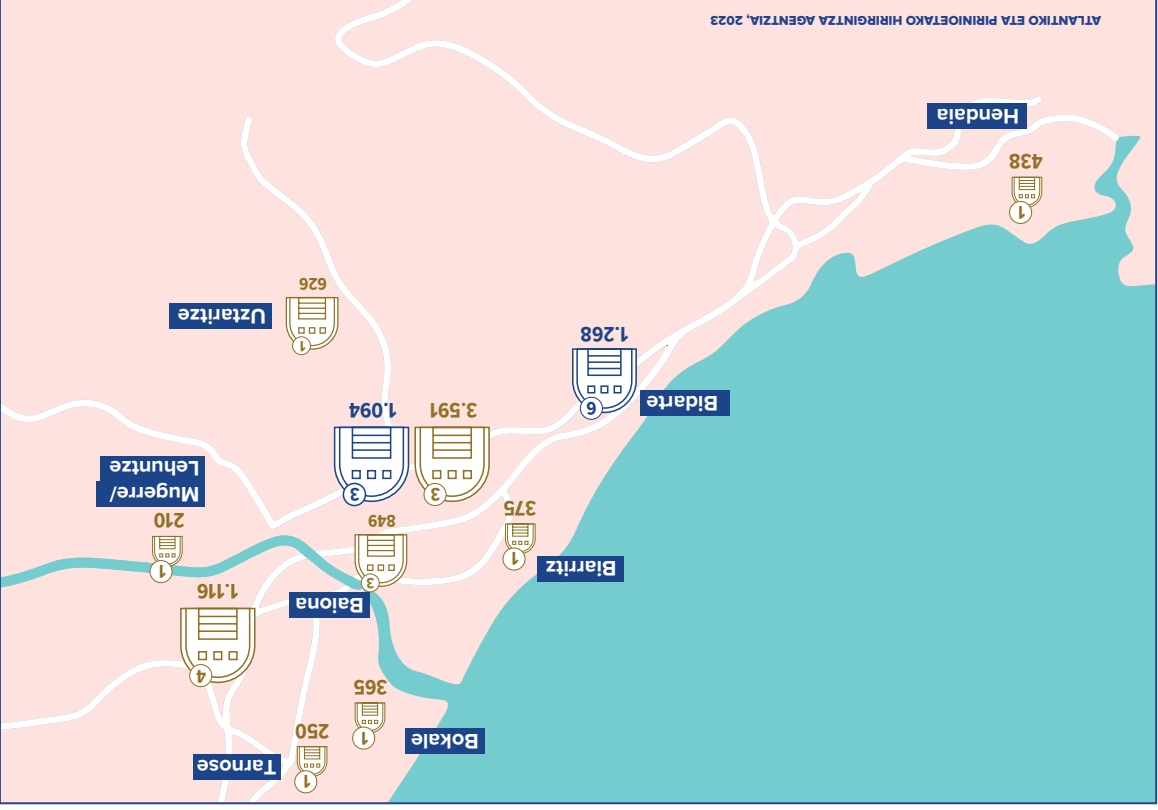 1
Tarnose
Bokale
1
250
365
4
Baiona
1.116
Biarritz
1
3
1
375
849
210
Mugerre/
Lehuntze
3
3
3.591
1.094
Bidarte
6
1.268
1
Uztaritze
626
1
438
Hendaia
ATLANTIKO ETA PIRINIOETAKO HIRIGINTZA AGENTZIA, 2023